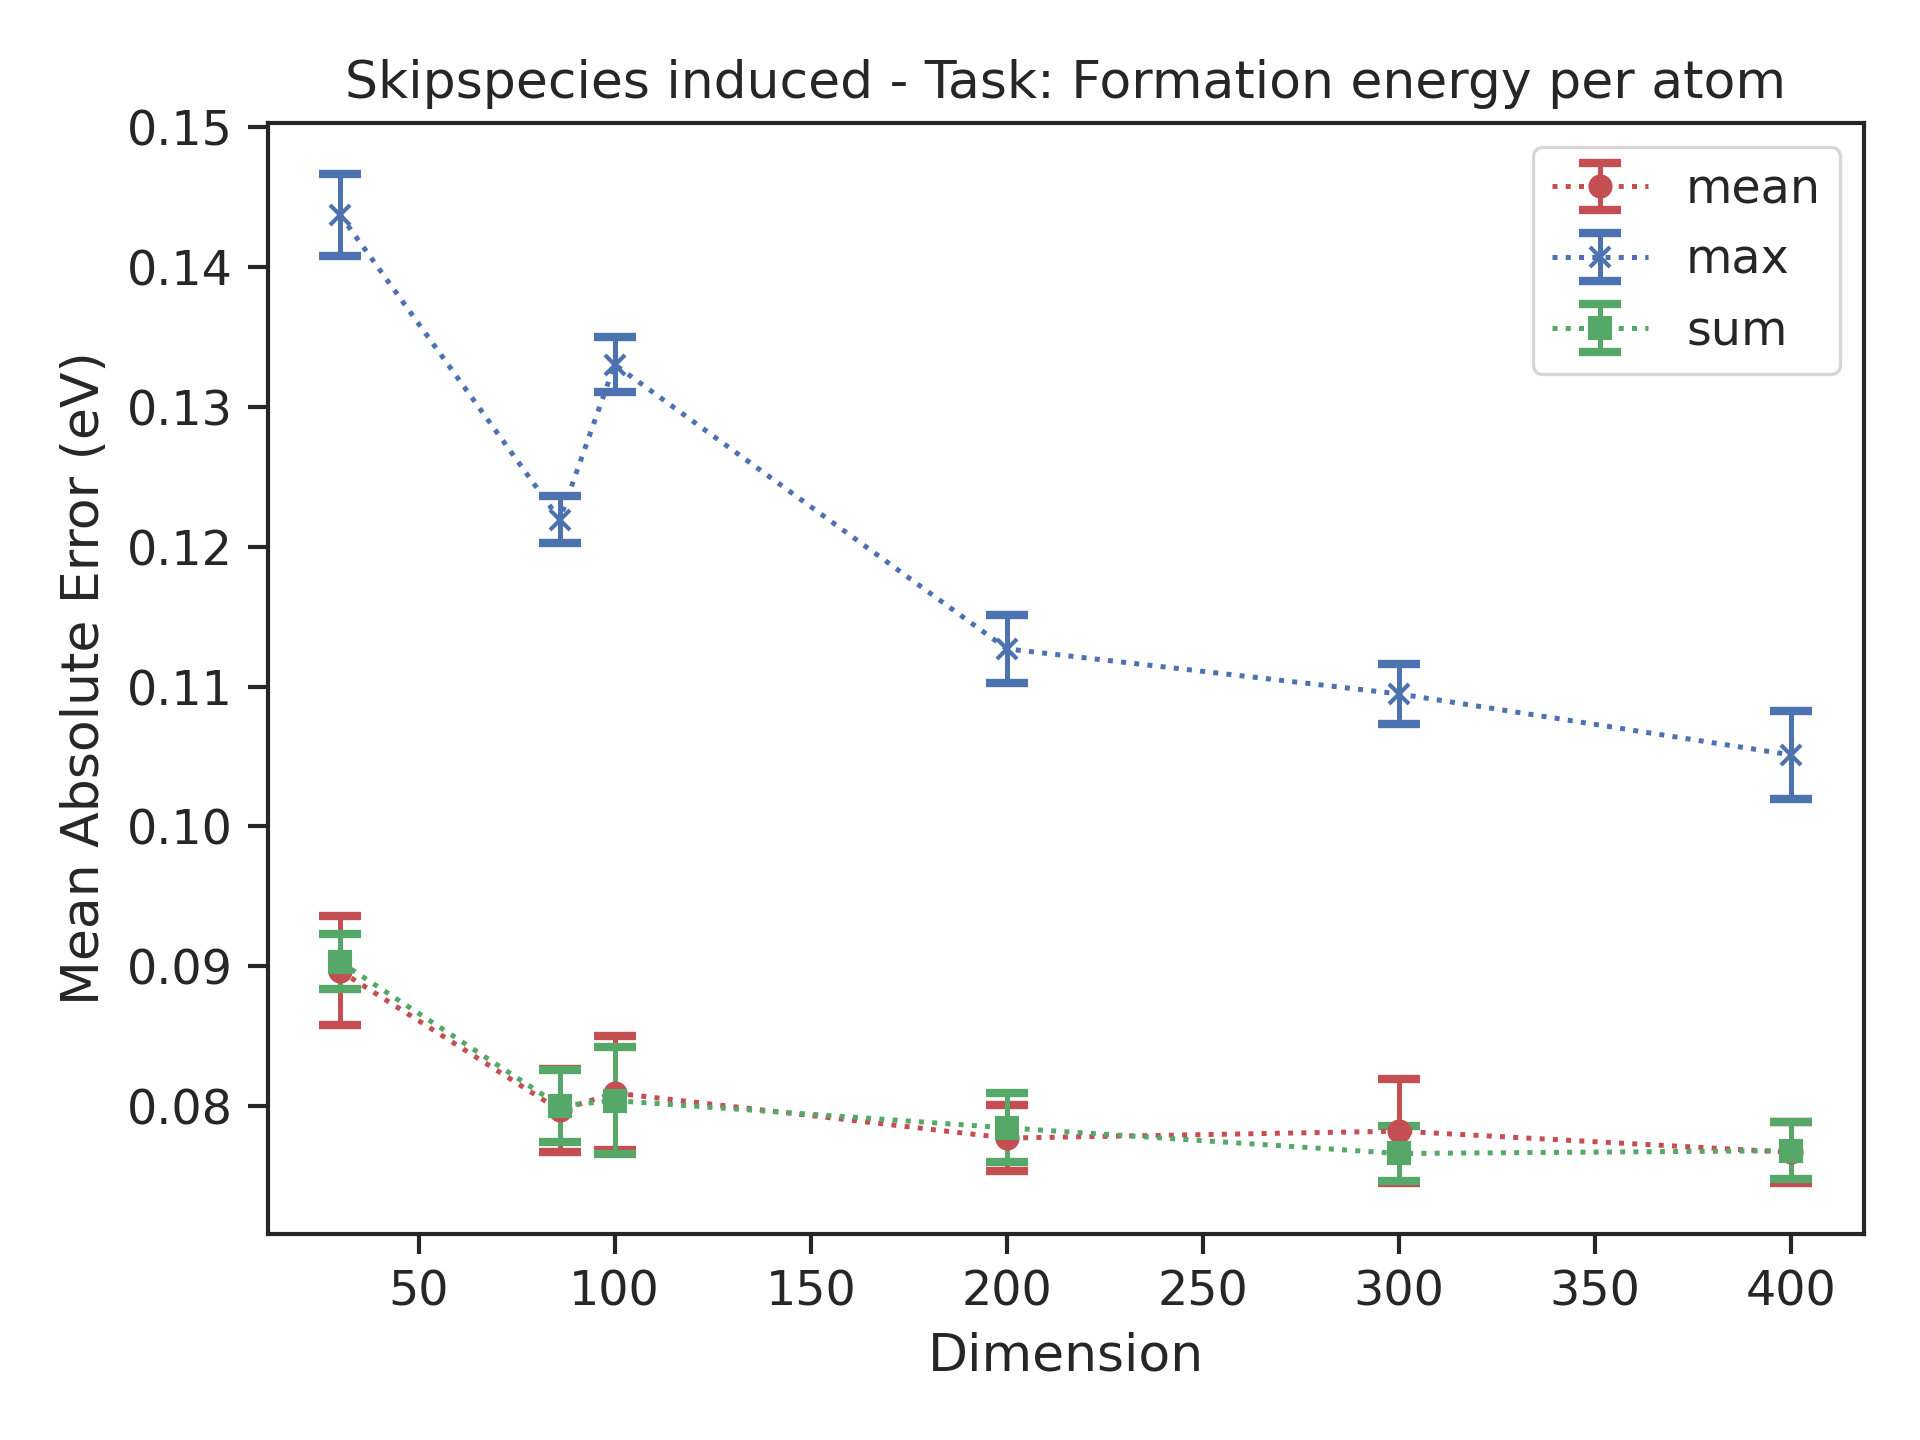 Skipspecies induced - Task: Formation energy per atom
0.15
0.14
0.13
0.12
0.11
0.10
0.09
0.08
Mean Absolute Error (eV)
mean
max
sum
50
100
150
200
250
300
350
400
Dimension